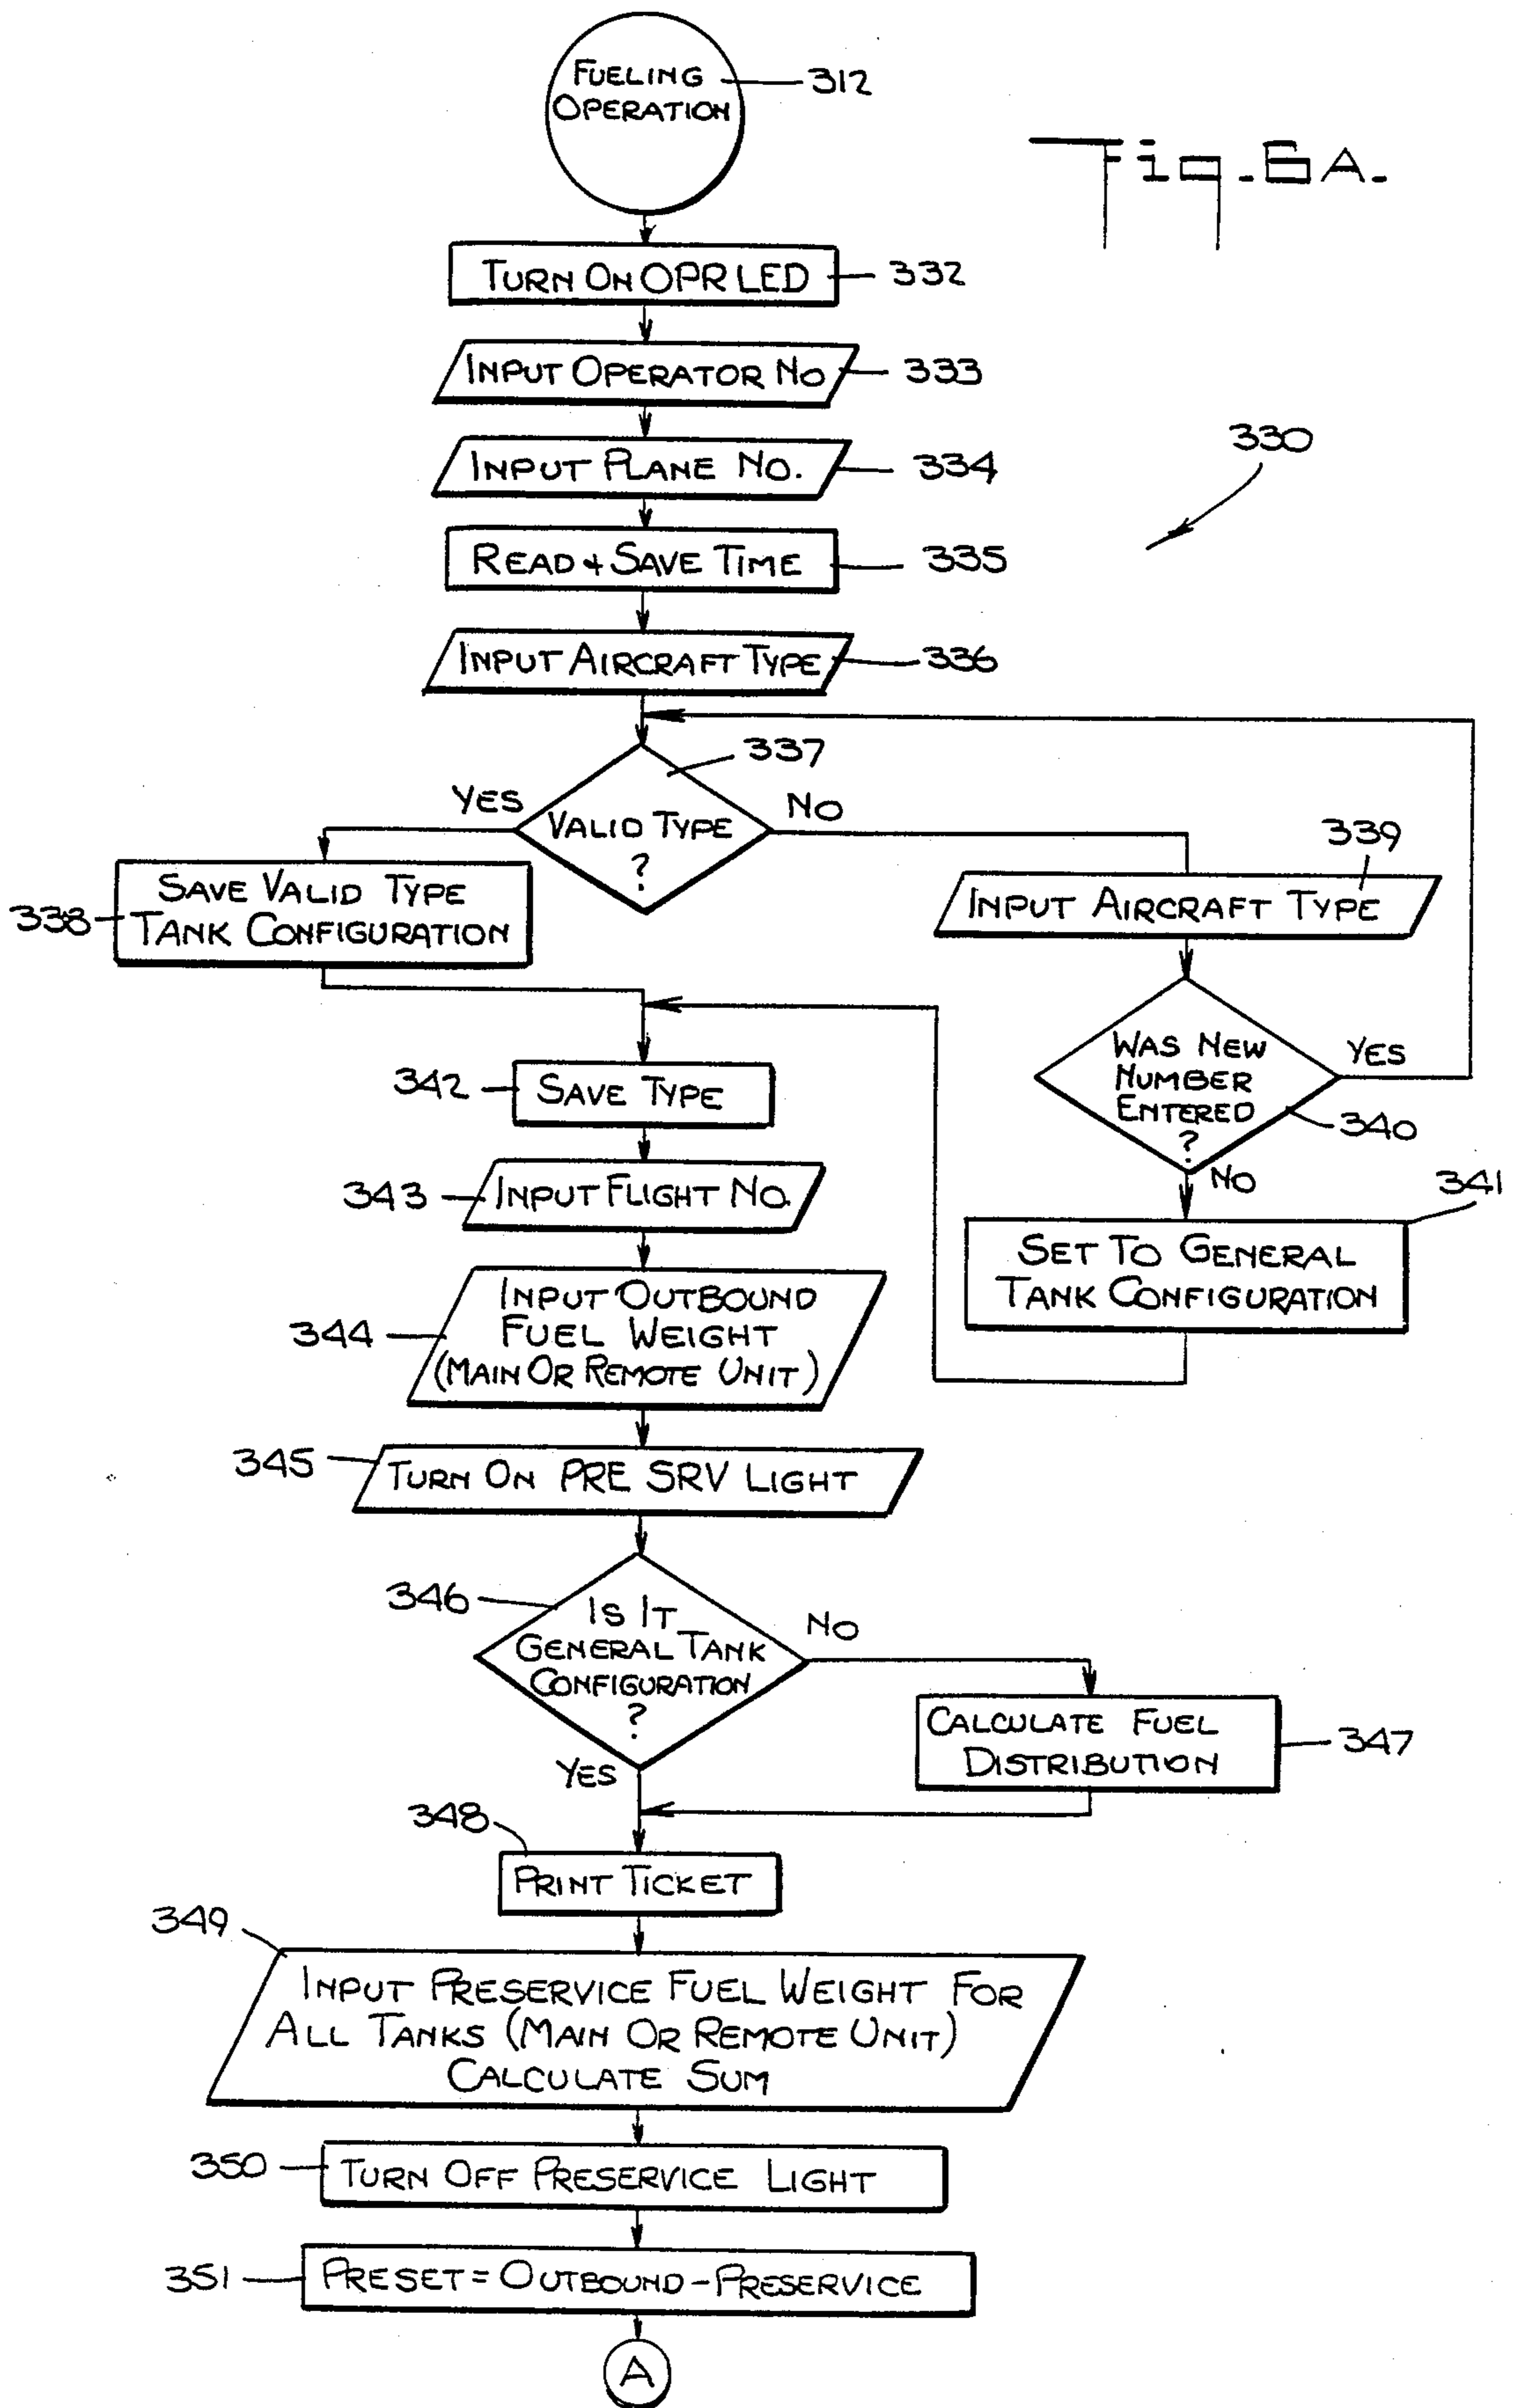 FUELING
OPERATION
312
Fig. 6A.
TURN ON OPR LED
332
INPUT OPERATOR NO
333
INPUT PLANE NO.
334
330
READ & SAVE TIME
335
INPUT AIRCRAFT TYPE
336
337
YES
NO
VALID TYPE
?
339
338
SAVE VALID TYPE
TANK CONFIGURATION
INPUT AIRCRAFT TYPE
WAS NEW
NUMBER
ENTERED
?
YES
340
NO
342
SAVE TYPE
343
INPUT FLIGHT NO.
341
SET TO GENERAL
TANK CONFIGURATION
344
INPUT OUTBOUND
FUEL WEIGHT
(MAIN OR REMOTE UNIT)
345
TURN ON PRE SRV LIGHT
346
IS IT
GENERAL TANK
CONFIGURATION
?
NO
YES
CALCULATE FUEL
DISTRIBUTION
347
348
PRINT TICKET
349
INPUT PRESERVICE FUEL WEIGHT FOR
ALL TANKS (MAIN OR REMOTE UNIT)
CALCULATE SUM
350
TURN OFF PRESERVICE LIGHT
351
PRESET = OUTBOUND - PRESERVICE
A